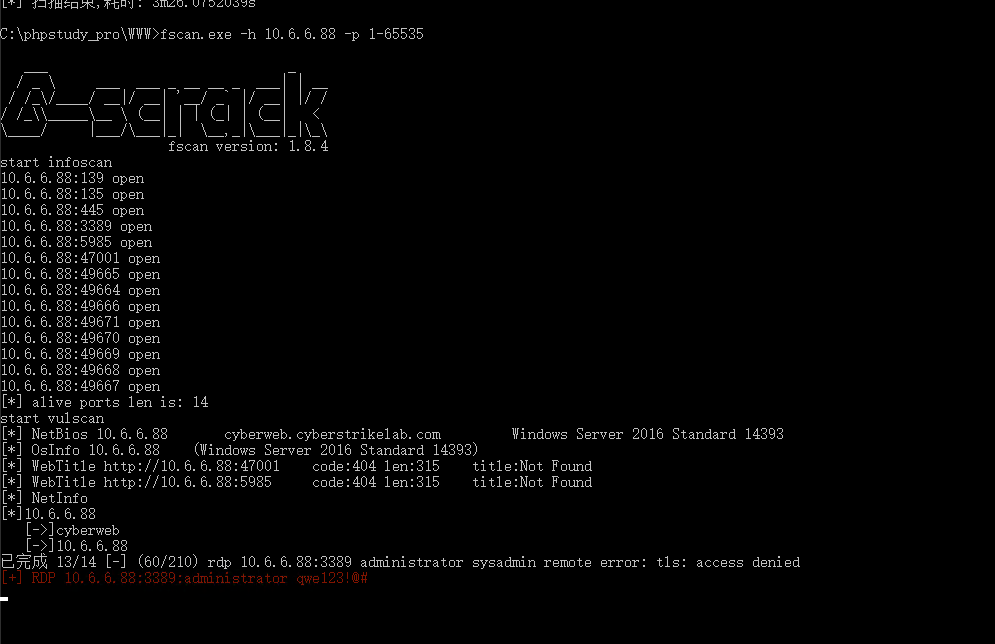 [*] 扫描结束,耗时: 3m26.0752039s
C:\phpstudy_pro\WWW>fscan.exe -h 10.6.6.88 -p 1-65535
fscan version: 1.8.4
start infoscan
10.6.6.88:139 open
10.6.6.88:135 open
10.6.6.88:445 open
10.6.6.88:3389 open
10.6.6.88:5985 open
10.6.6.88:47001 open
10.6.6.88:49665 open
10.6.6.88:49664 open
10.6.6.88:49666 open
10.6.6.88:49671 open
10.6.6.88:49670 open
10.6.6.88:49669 open
10.6.6.88:49668 open
10.6.6.88:49667 open
[*] alive ports len is: 14
start vulscan
[*] NetBios 10.6.6.88 cyberweb.cyberstrikelab.com Windows Server 2016 Standard 14393
[*] OsInfo 10.6.6.88 (Windows Server 2016 Standard 14393)
[*] WebTitle http://10.6.6.88:47001 code:404 len:315 title:Not Found
[*] WebTitle http://10.6.6.88:5985 code:404 len:315 title:Not Found
[*] NetInfo
[*]10.6.6.88
[->]cyberweb
[->]10.6.6.88
已完成 13/14 [-] (60/210) rdp 10.6.6.88:3389 administrator sysadmin remote error: tls: access denied
[+] RDP 10.6.6.88:3389:administrator qwe123!@#